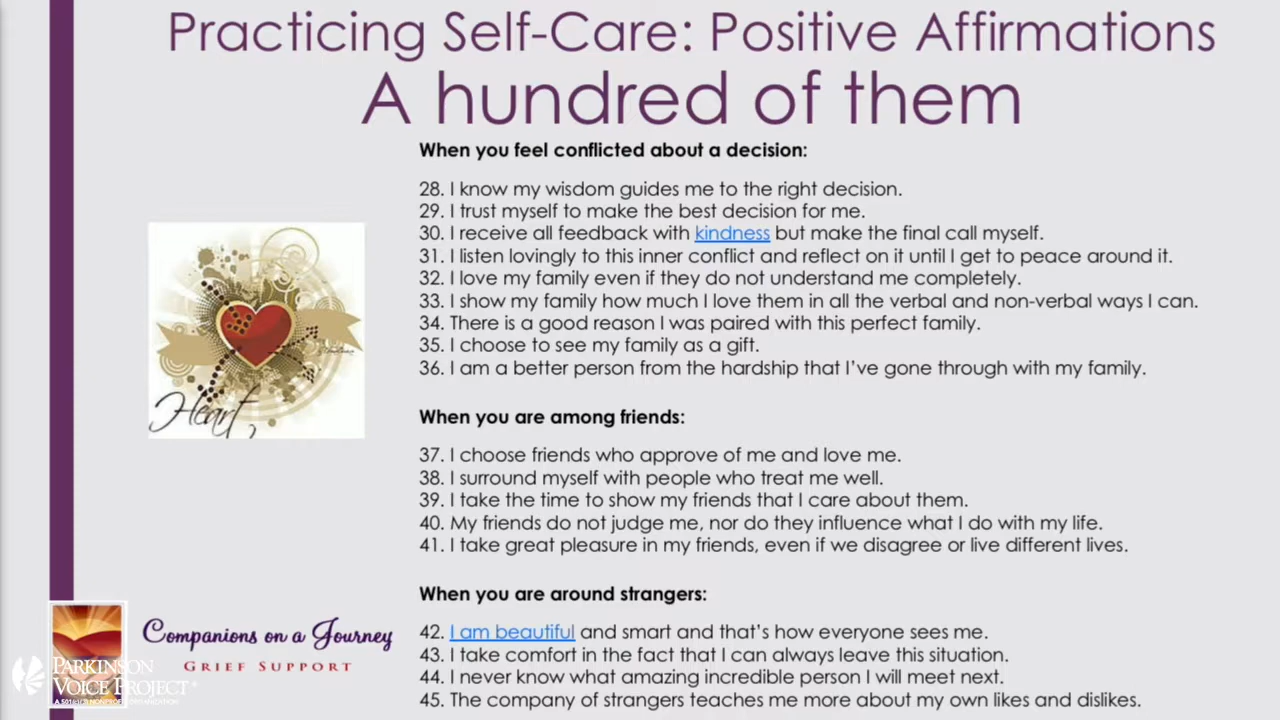 Practicing Self-Care: Positive Affirmations
A hundred of them
When you feel conflicted about a decision:
28. I know my wisdom guides me to the right decision.
29. I trust myself to make the best decision for me.
30. I receive all feedback with kindness but make the final call myself.
31. I listen lovingly to this inner conflict and reflect on it until I get to peace around it.
32. I love my family even if they do not understand me completely.
33. I show my family how much I love them in all the verbal and non-verbal ways I can.
34. There is a good reason I was paired with this perfect family.
35. I choose to see my family as a gift.
36. I am a better person from the hardship that I’ve gone through with my family.
Heart
When you are among friends:
37. I choose friends who approve of me and love me.
38. I surround myself with people who treat me well.
39. I take the time to show my friends that I care about them.
40. My friends do not judge me, nor do they influence what I do with my life.
41. I take great pleasure in my friends, even if we disagree or live different lives.
When you are around strangers:
42. I am beautiful and smart and that’s how everyone sees me.
43. I take comfort in the fact that I can always leave this situation.
44. I never know what amazing incredible person I will meet next.
45. The company of strangers teaches me more about my own likes and dislikes.
Companions on a Journey
GRIEF SUPPORT
PARKINSON
VOICE PROJECT